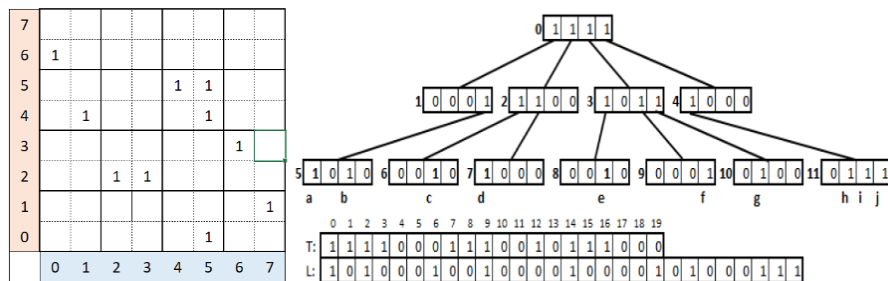 7
6 1
5 1 1
4 1 1
3 1
2 1 1
1 1
0 1
0 1 2 3 4 5 6 7
0 1 1 1 1
1 0 0 0 1 2 1 1 0 0 3 1 0 1 1 4 1 0 0 0
5 1 0 1 0 6 0 0 1 0 7 1 0 0 0 8 0 0 1 0 9 0 0 0 1 10 0 1 0 0 11 0 1 1 1
a b c d e f g h i j
0 1 2 3 4 5 6 7 8 9 10 11 12 13 14 15 16 17 18 19
T: 1 1 1 1 0 0 0 1 1 1 0 0 1 0 1 1 1 0 0 0
L: 1 0 1 0 0 0 1 0 1 0 0 0 0 0 1 0 0 0 0 1 0 1 0 0 0 1 1 1